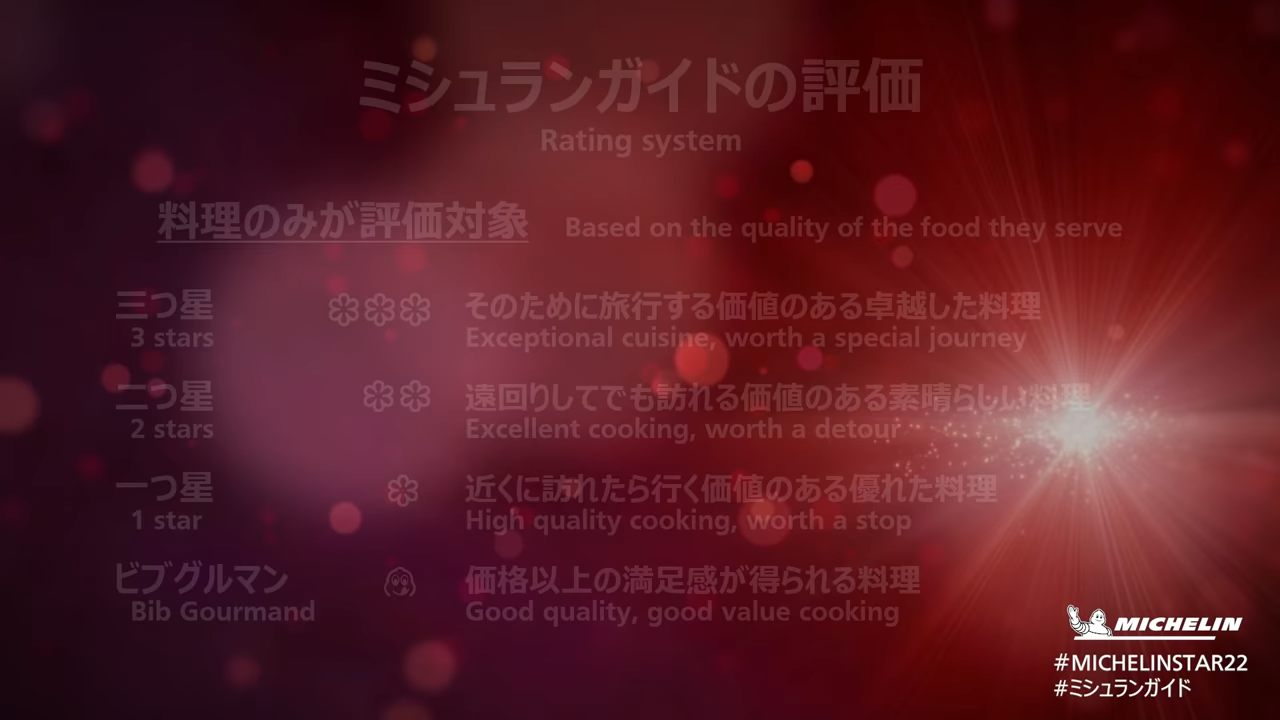 ミシュランガイドの評価
Rating system
料理のみが評価対象 Based on the quality of the food they serve
三つ星 そのために旅行する価値のある卓越した料理
3 stars Exceptional cuisine, worth a special journey
二つ星 遠回りしてでも訪れる価値のある素晴らしい料理
2 stars Excellent cooking, worth a detour
一つ星 近くに訪れたら行く価値のある優れた料理
1 star High quality cooking, worth a stop
ビブグルマン 価格以上の満足感が得られる料理
Bib Gourmand Good quality, good value cooking
MICHELIN
#MICHELINSTAR22
#ミシュランガイド